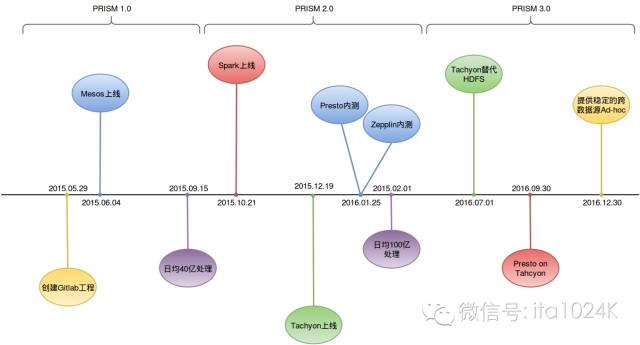 PRISM 1.0
PRISM 2.0
PRISM 3.0
Mesos上线
Spark上线
Presto内测
Zepplin内测
Tachyon替代
HDFS
提供稳定的跨
数据源Ad-hoc
2015.05.29
2015.06.04
2015.09.15
2015.10.21
2015.12.19
2016.01.25
2015.02.01
2016.07.01
2016.09.30
2016.12.30
创建Gitlab工程
日均40亿处理
Tachyon上线
日均100亿
处理
Presto on
Tahcyon
微信号: ita1024K